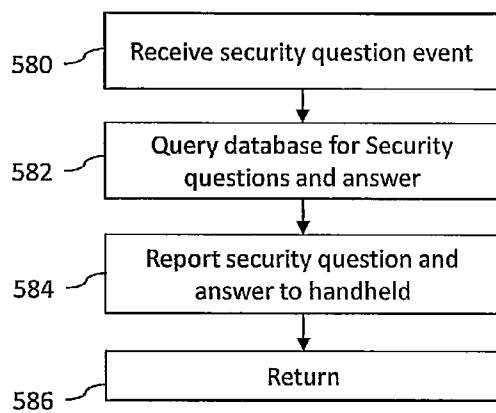 580
Receive security question event
582
Query database for Security
questions and answer
584
Report security question and
answer to handheld
586
Return